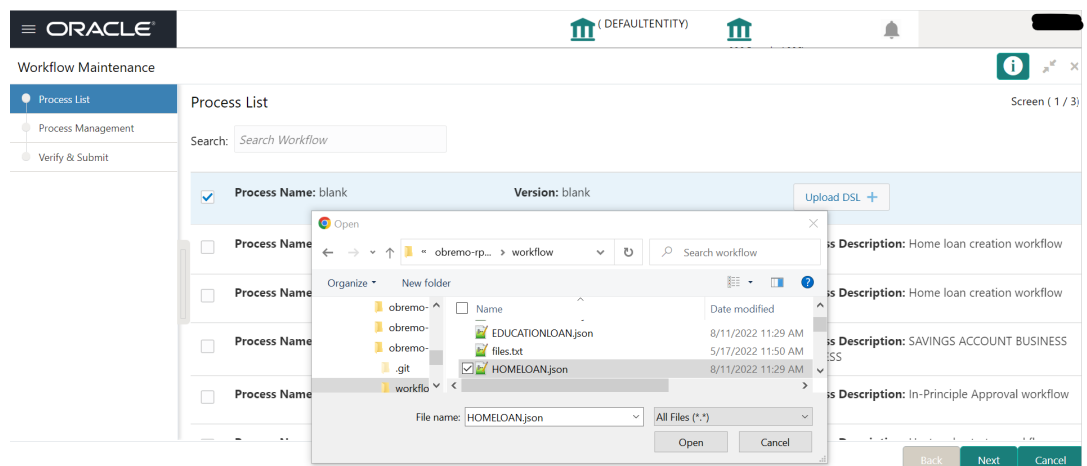 ORACLE
( DEFAULTENTITY)
Workflow Maintenance
Process List
Process Management
Verify & Submit
Process List
Screen ( 1 / 3)
Search: Search Workflow
Process Name: blank
Version: blank
Upload DSL +
Open
« obremo-rp... > workflow
Search workflow
Organize
New folder
obremo-
obremo-
obremo-
.git
workflo
Name
Date modified
EDUCATIONLOAN.json
8/11/2022 11:29 AM
files.txt
5/17/2022 11:50 AM
HOMELOAN.json
8/11/2022 11:29 AM
File name: HOMELOAN.json
All Files (*.*)
Open
Cancel
Process Name
ss Description: Home loan creation workflow
Process Name
ss Description: Home loan creation workflow
Process Name
ss Description: SAVINGS ACCOUNT BUSINESS
SS
Process Name
ss Description: In-Principle Approval workflow
Back
Next
Cancel